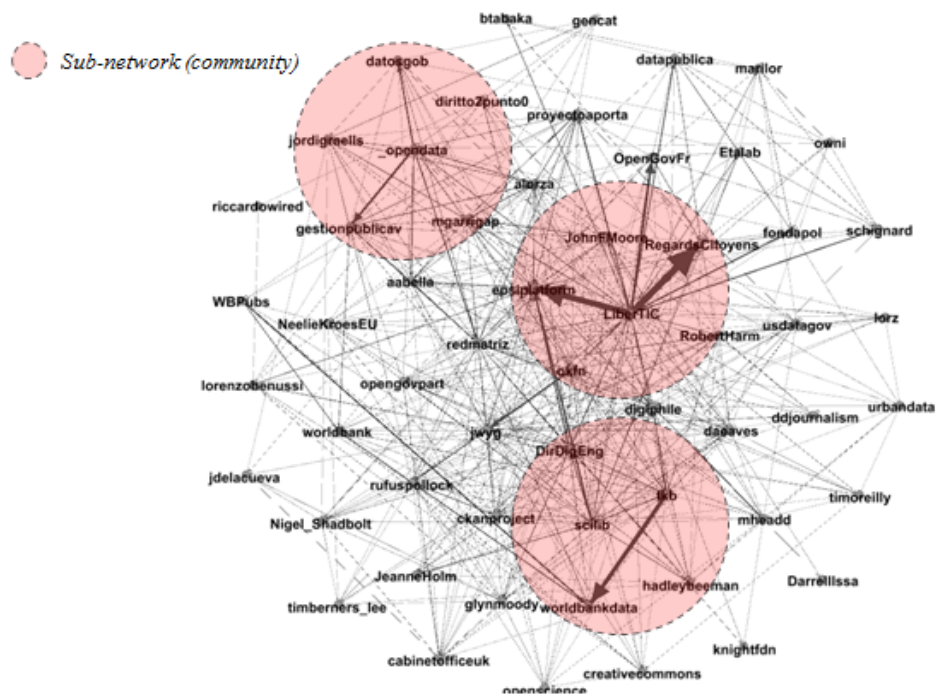 btabaka
gencat
Sub-network (community)
datosgob
datapublica
marilor
diritto2punto0
proyectoaporta
jordigraells
_opendata
OpenGovFr
Etalab
owni
alorza
riccardowired
gestionpublicav
mgarrigap
JohnFMoore
RegardsCitoyens
fondapol
schignard
aabella
epsiplatform
WBPubs
LiberTIC
NeelieKroesEU
usdatagov
lorz
redmatriz
RobertHarm
okfn
lorenzobenussi
opengovpart
digiphile
urbandata
ddjournalism
worldbank
jwyg
daeaves
DirDigEng
jdelacueva
rufuspollock
tkb
timoreilly
Nigel_Shadbolt
ckanproject
scilib
mheadd
JeanneHolm
hadleybeeman
DarrellIssa
timberners_lee
glynmoody
worldbankdata
knightfdn
cabinetofficeuk
creativecommons
openscience